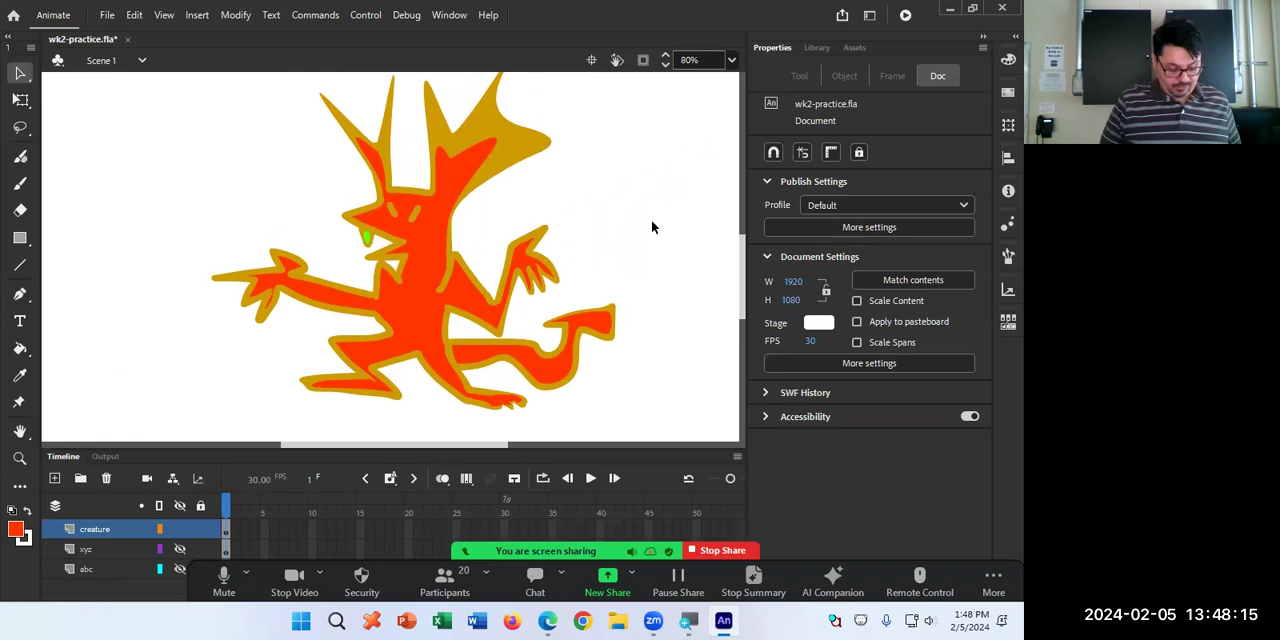 Animate File Edit View Insert Modify Text Commands Control Debug Window Help
wk2-practice.fla*
1
Scene 1
80%
Properties Library Assets
Tool Object Frame Doc
An wk2-practice.fla
Document
Publish Settings
Profile Default
More settings
Document Settings
W 1920 Match contents
H 1080 Scale Content
Stage Apply to pasteboard
FPS 30 Scale Spans
More settings
SWF History
Accessibility
Timeline Output
30.00 FPS 1 F
1s
5 10 15 20 25 30 35 40 45 50
creature
xyz
abc
You are screen sharing Stop Share
20
Mute Stop Video Security Participants Chat New Share Pause Share Stop Summary AI Companion Remote Control More
zm An
1:48 PM
2/5/2024
2024-02-05 13:48:15